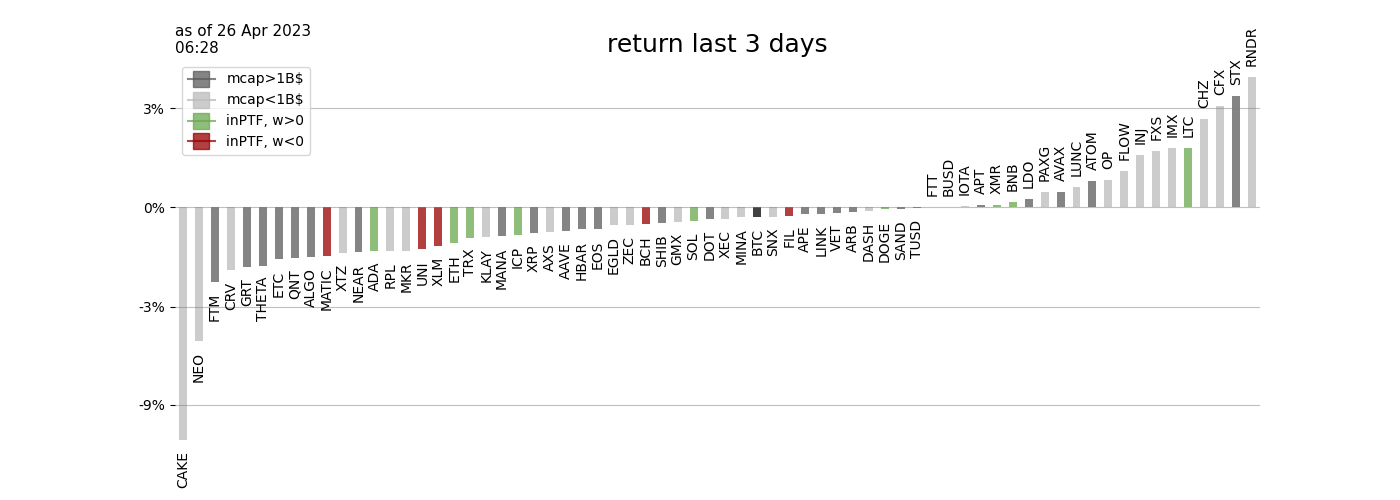 as of 26 Apr 2023
06:28
return last 3 days
mcap>1B$
mcap<1B$
inPTF, w>0
inPTF, w<0
3%
0%
-3%
-9%
CAKE
NEO
FTM
CRV
GRT
THETA
ETC
QNT
ALGO
MATIC
XTZ
NEAR
ADA
RPL
MKR
UNI
XLM
ETH
TRX
KLAY
MANA
ICP
XRP
AXS
AAVE
HBAR
EOS
EGLD
ZEC
BCH
SHIB
GMX
SOL
DOT
XEC
MINA
BTC
SNX
FIL
APE
LINK
VET
ARB
DASH
DOGE
SAND
TUSD
FTT
BUSD
IOTA
APT
XMR
BNB
LDO
PAXG
AVAX
LUNC
ATOM
OP
FLOW
INJ
FXS
IMX
LTC
CHZ
CFX
STX
RNDR